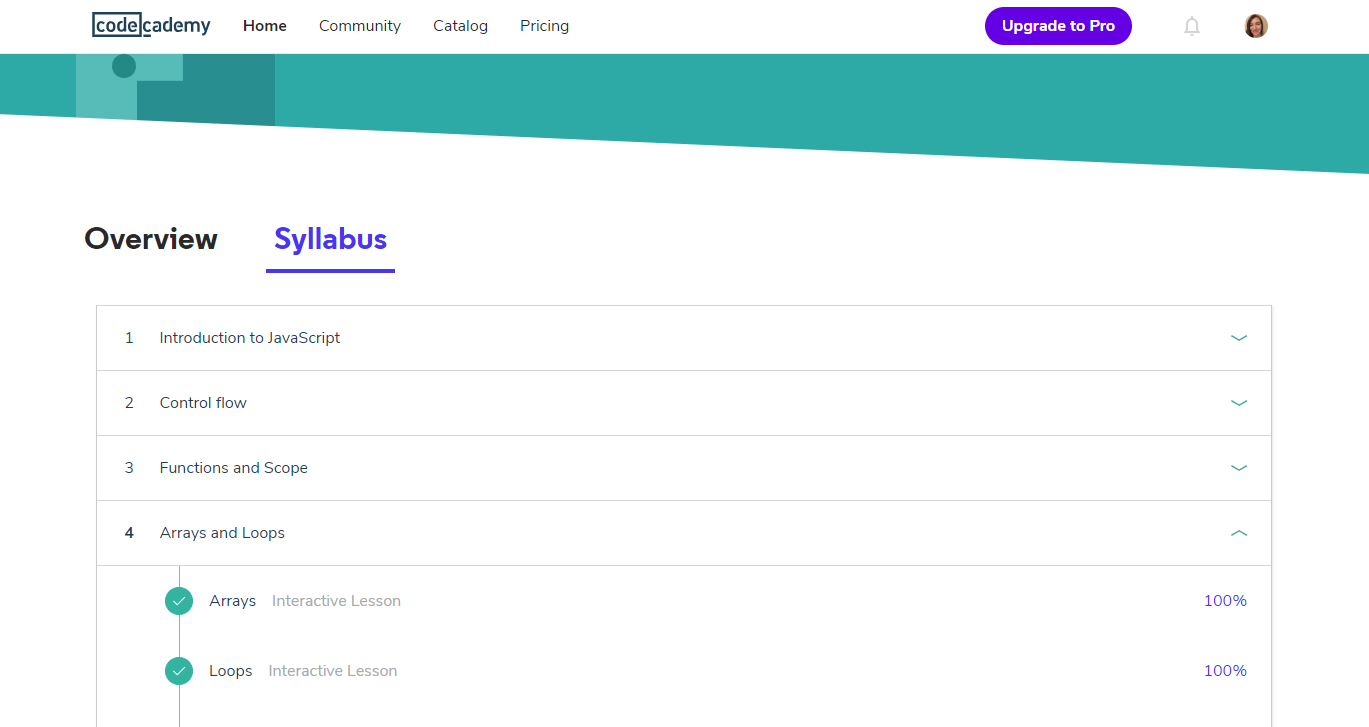 codecademy Home Community Catalog Pricing Upgrade to Pro
Overview Syllabus
1 Introduction to JavaScript
2 Control flow
3 Functions and Scope
4 Arrays and Loops
Arrays Interactive Lesson 100%
Loops Interactive Lesson 100%